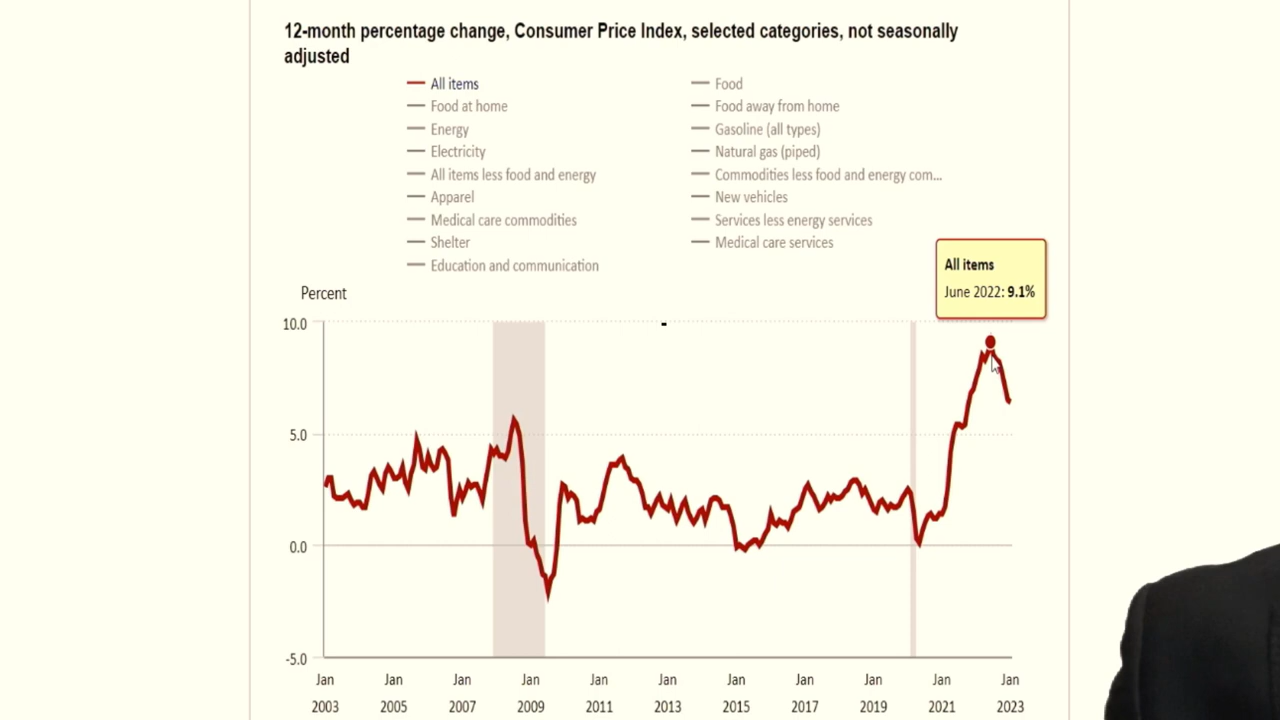 12-month percentage change, Consumer Price Index, selected categories, not seasonally
adjusted
All items
Food
Food at home
Food away from home
Energy
Gasoline (all types)
Electricity
Natural gas (piped)
All items less food and energy
Commodities less food and energy com...
Apparel
New vehicles
Medical care commodities
Services less energy services
Shelter
Medical care services
Education and communication
All items
June 2022: 9.1%
Percent
10.0
5.0
0.0
-5.0
Jan Jan Jan Jan Jan Jan Jan Jan Jan Jan Jan
2003 2005 2007 2009 2011 2013 2015 2017 2019 2021 2023